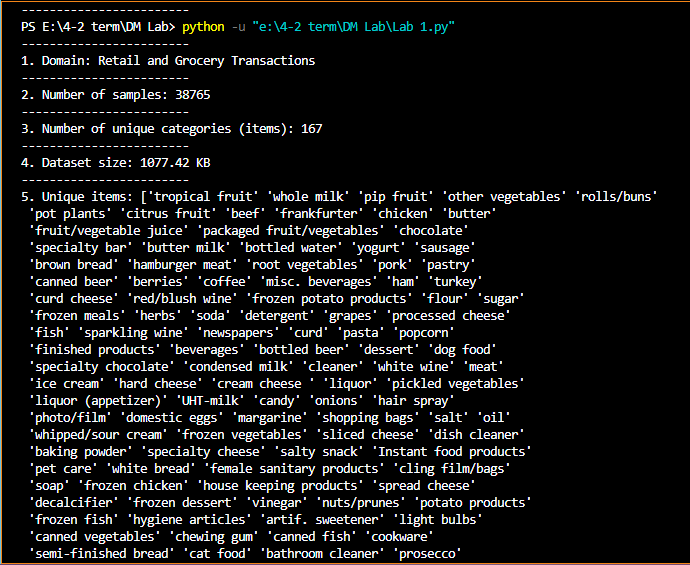 ------------------------
PS E:\4-2 term\DM Lab> python -u "e:\4-2 term\DM Lab\Lab 1.py"
------------------------
1. Domain: Retail and Grocery Transactions
------------------------
2. Number of samples: 38765
------------------------
3. Number of unique categories (items): 167
------------------------
4. Dataset size: 1077.42 KB
------------------------
5. Unique items: ['tropical fruit' 'whole milk' 'pip fruit' 'other vegetables' 'rolls/buns'
 'pot plants' 'citrus fruit' 'beef' 'frankfurter' 'chicken' 'butter'
 'fruit/vegetable juice' 'packaged fruit/vegetables' 'chocolate'
 'specialty bar' 'butter milk' 'bottled water' 'yogurt' 'sausage'
 'brown bread' 'hamburger meat' 'root vegetables' 'pork' 'pastry'
 'canned beer' 'berries' 'coffee' 'misc. beverages' 'ham' 'turkey'
 'curd cheese' 'red/blush wine' 'frozen potato products' 'flour' 'sugar'
 'frozen meals' 'herbs' 'soda' 'detergent' 'grapes' 'processed cheese'
 'fish' 'sparkling wine' 'newspapers' 'curd' 'pasta' 'popcorn'
 'finished products' 'beverages' 'bottled beer' 'dessert' 'dog food'
 'specialty chocolate' 'condensed milk' 'cleaner' 'white wine' 'meat'
 'ice cream' 'hard cheese' 'cream cheese ' 'liquor' 'pickled vegetables'
 'liquor (appetizer)' 'UHT-milk' 'candy' 'onions' 'hair spray'
 'photo/film' 'domestic eggs' 'margarine' 'shopping bags' 'salt' 'oil'
 'whipped/sour cream' 'frozen vegetables' 'sliced cheese' 'dish cleaner'
 'baking powder' 'specialty cheese' 'salty snack' 'Instant food products'
 'pet care' 'white bread' 'female sanitary products' 'cling film/bags'
 'soap' 'frozen chicken' 'house keeping products' 'spread cheese'
 'decalcifier' 'frozen dessert' 'vinegar' 'nuts/prunes' 'potato products'
 'frozen fish' 'hygiene articles' 'artif. sweetener' 'light bulbs'
 'canned vegetables' 'chewing gum' 'canned fish' 'cookware'
 'semi-finished bread' 'cat food' 'bathroom cleaner' 'prosecco'